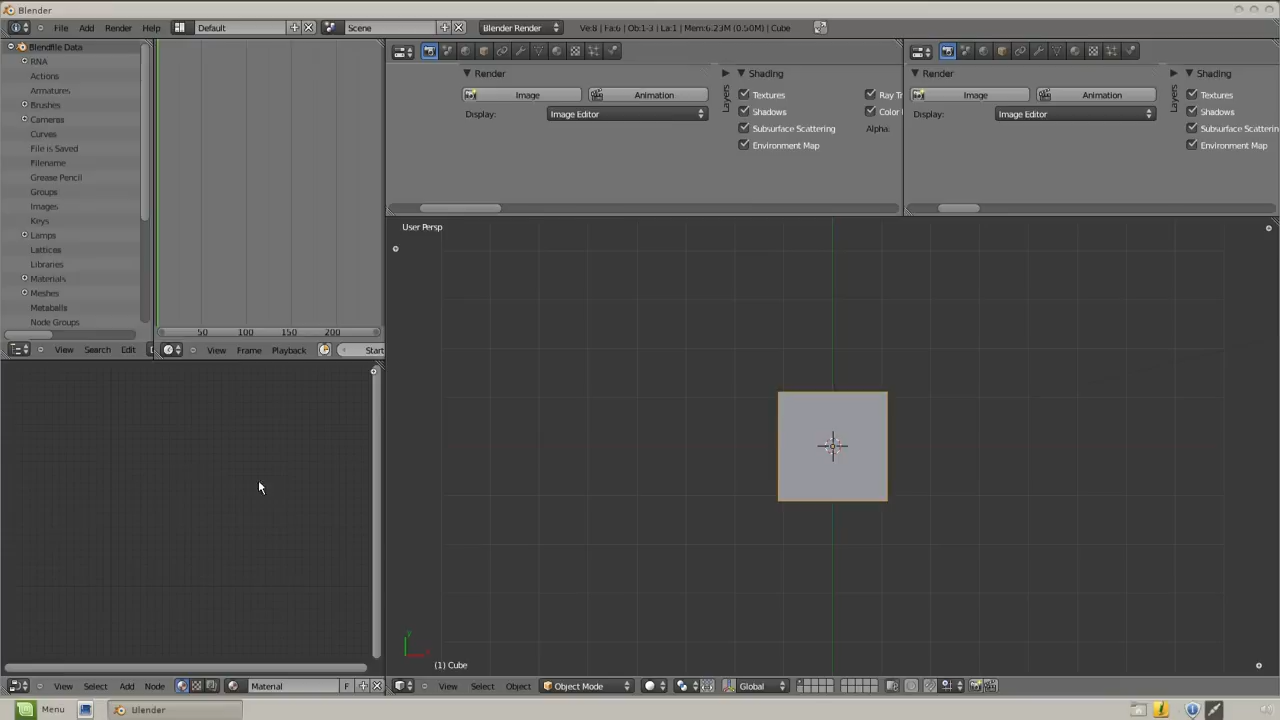 Blender
File Add Render Help Default Scene Blender Render Ve:8 | Fa:6 | Ob:1-3 | La:1 | Mem:6.23M (0.50M) | Cube
Blendfile Data
RNA
Actions
Armatures
Brushes
Cameras
Curves
File is Saved
Filename
Grease Pencil
Groups
Images
Keys
Lamps
Lattices
Libraries
Materials
Meshes
Metaballs
Node Groups
View Search Edit
50 100 150 200
View Frame Playback Start
Render
Image Animation
Display: Image Editor
Layers
Shading
Textures Ray Tr
Shadows Color
Subsurface Scattering Alpha:
Environment Map
Render
Image Animation
Display: Image Editor
Layers
Shading
Textures
Shadows
Subsurface Scatterin
Environment Map
User Persp
(1) Cube
View Select Add Node Material F
View Select Object Object Mode Global
Menu Blender